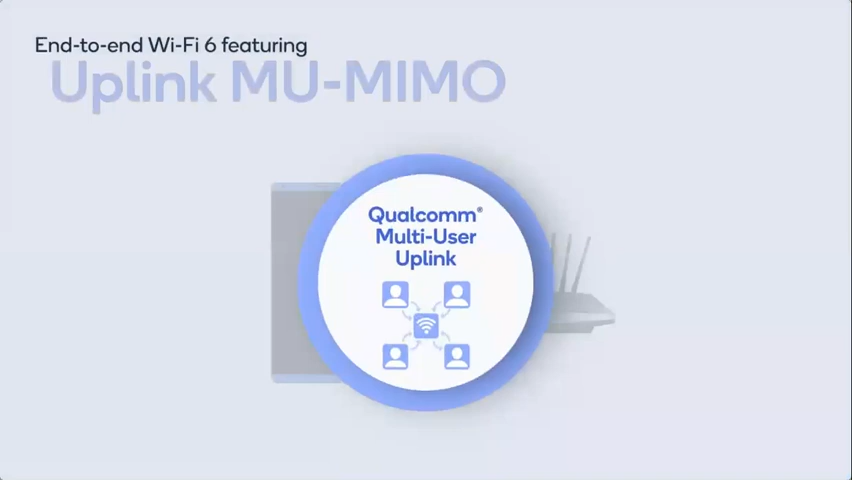 End-to-end Wi-Fi 6 featuring
Uplink MU-MIMO
Qualcomm®
Multi-User
Uplink